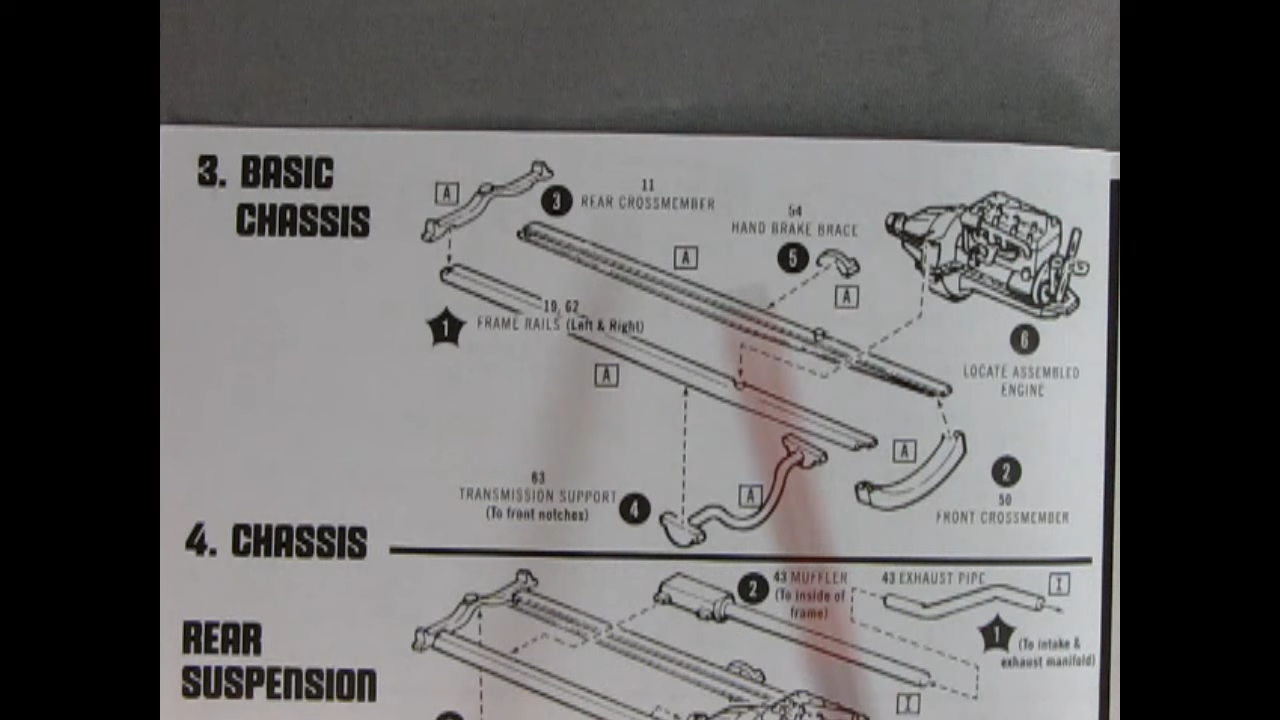 3. BASIC
CHASSIS
A
3
11
REAR CROSSMEMBER
54
HAND BRAKE BRACE
A
5
A
1
19, 62
FRAME RAILS (Left & Right)
6
LOCATE ASSEMBLED
ENGINE
A
A
2
50
FRONT CROSSMEMBER
63
TRANSMISSION SUPPORT
(To front notches)
4
A
4. CHASSIS
REAR
SUSPENSION
2
43 MUFFLER
(To inside of
frame)
43 EXHAUST PIPE
I
1
(To intake &
exhaust manifold)
I